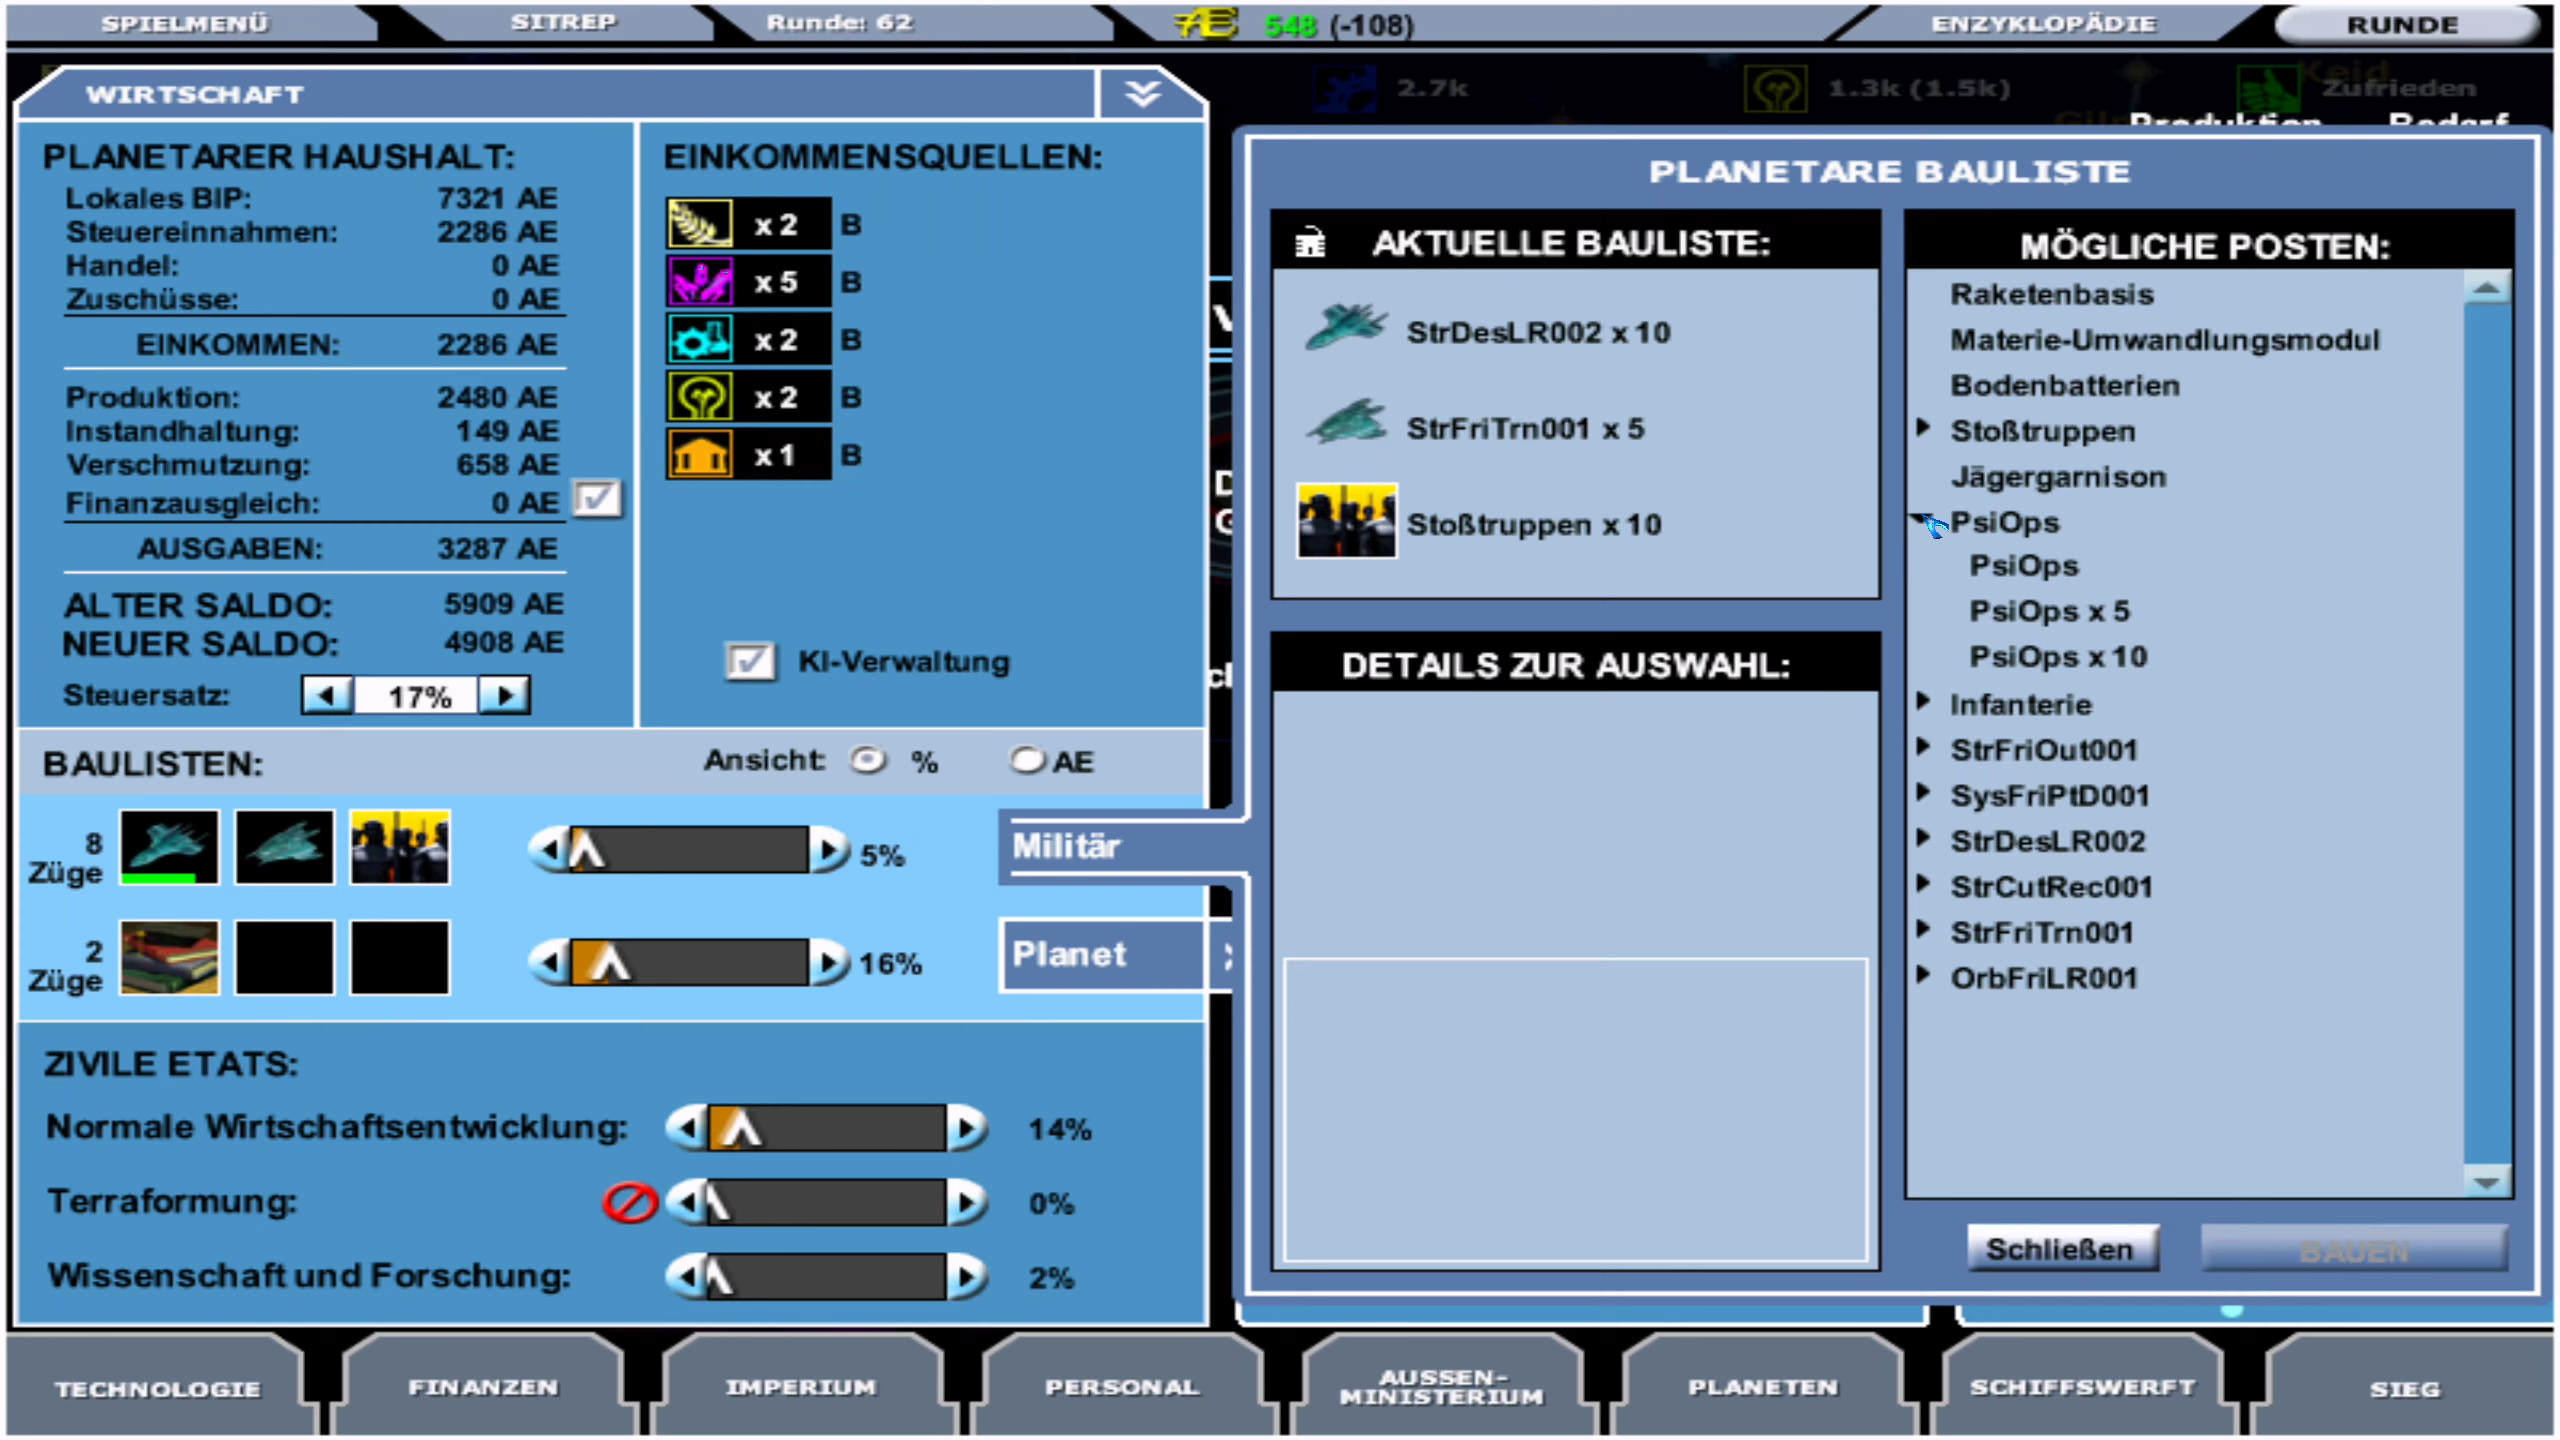 SPIELMENÜ
SITREP
Runde: 62
548 (-108)
ENZYKLOPÄDIE
RUNDE
2.7k
1.3k (1.5k)
Keid
Zufrieden
Produktion
Bedarf
WIRTSCHAFT
PLANETARER HAUSHALT:
Lokales BIP: 7321 AE
Steuereinnahmen: 2286 AE
Handel: 0 AE
Zuschüsse: 0 AE
EINKOMMEN: 2286 AE
Produktion: 2480 AE
Instandhaltung: 149 AE
Verschmutzung: 658 AE
Finanzausgleich: 0 AE
AUSGABEN: 3287 AE
ALTER SALDO: 5909 AE
NEUER SALDO: 4908 AE
Steuersatz: 17%
EINKOMMENSQUELLEN:
x 2 B
x 5 B
x 2 B
x 2 B
x 1 B
KI-Verwaltung
BAULISTEN:
Ansicht: % AE
8
Züge
5%
Militär
2
Züge
16%
Planet
ZIVILE ETATS:
Normale Wirtschaftsentwicklung: 14%
Terraformung: 0%
Wissenschaft und Forschung: 2%
PLANETARE BAULISTE
AKTUELLE BAULISTE:
StrDesLR002 x 10
StrFriTrn001 x 5
Stoßtruppen x 10
DETAILS ZUR AUSWAHL:
MÖGLICHE POSTEN:
Raketenbasis
Materie-Umwandlungsmodul
Bodenbatterien
Stoßtruppen
Jägergarnison
PsiOps
PsiOps
PsiOps x 5
PsiOps x 10
Infanterie
StrFriOut001
SysFriPtD001
StrDesLR002
StrCutRec001
StrFriTrn001
OrbFriLR001
Schließen
BAUEN
TECHNOLOGIE
FINANZEN
IMPERIUM
PERSONAL
AUSSEN-
MINISTERIUM
PLANETEN
SCHIFFSWERFT
SIEG